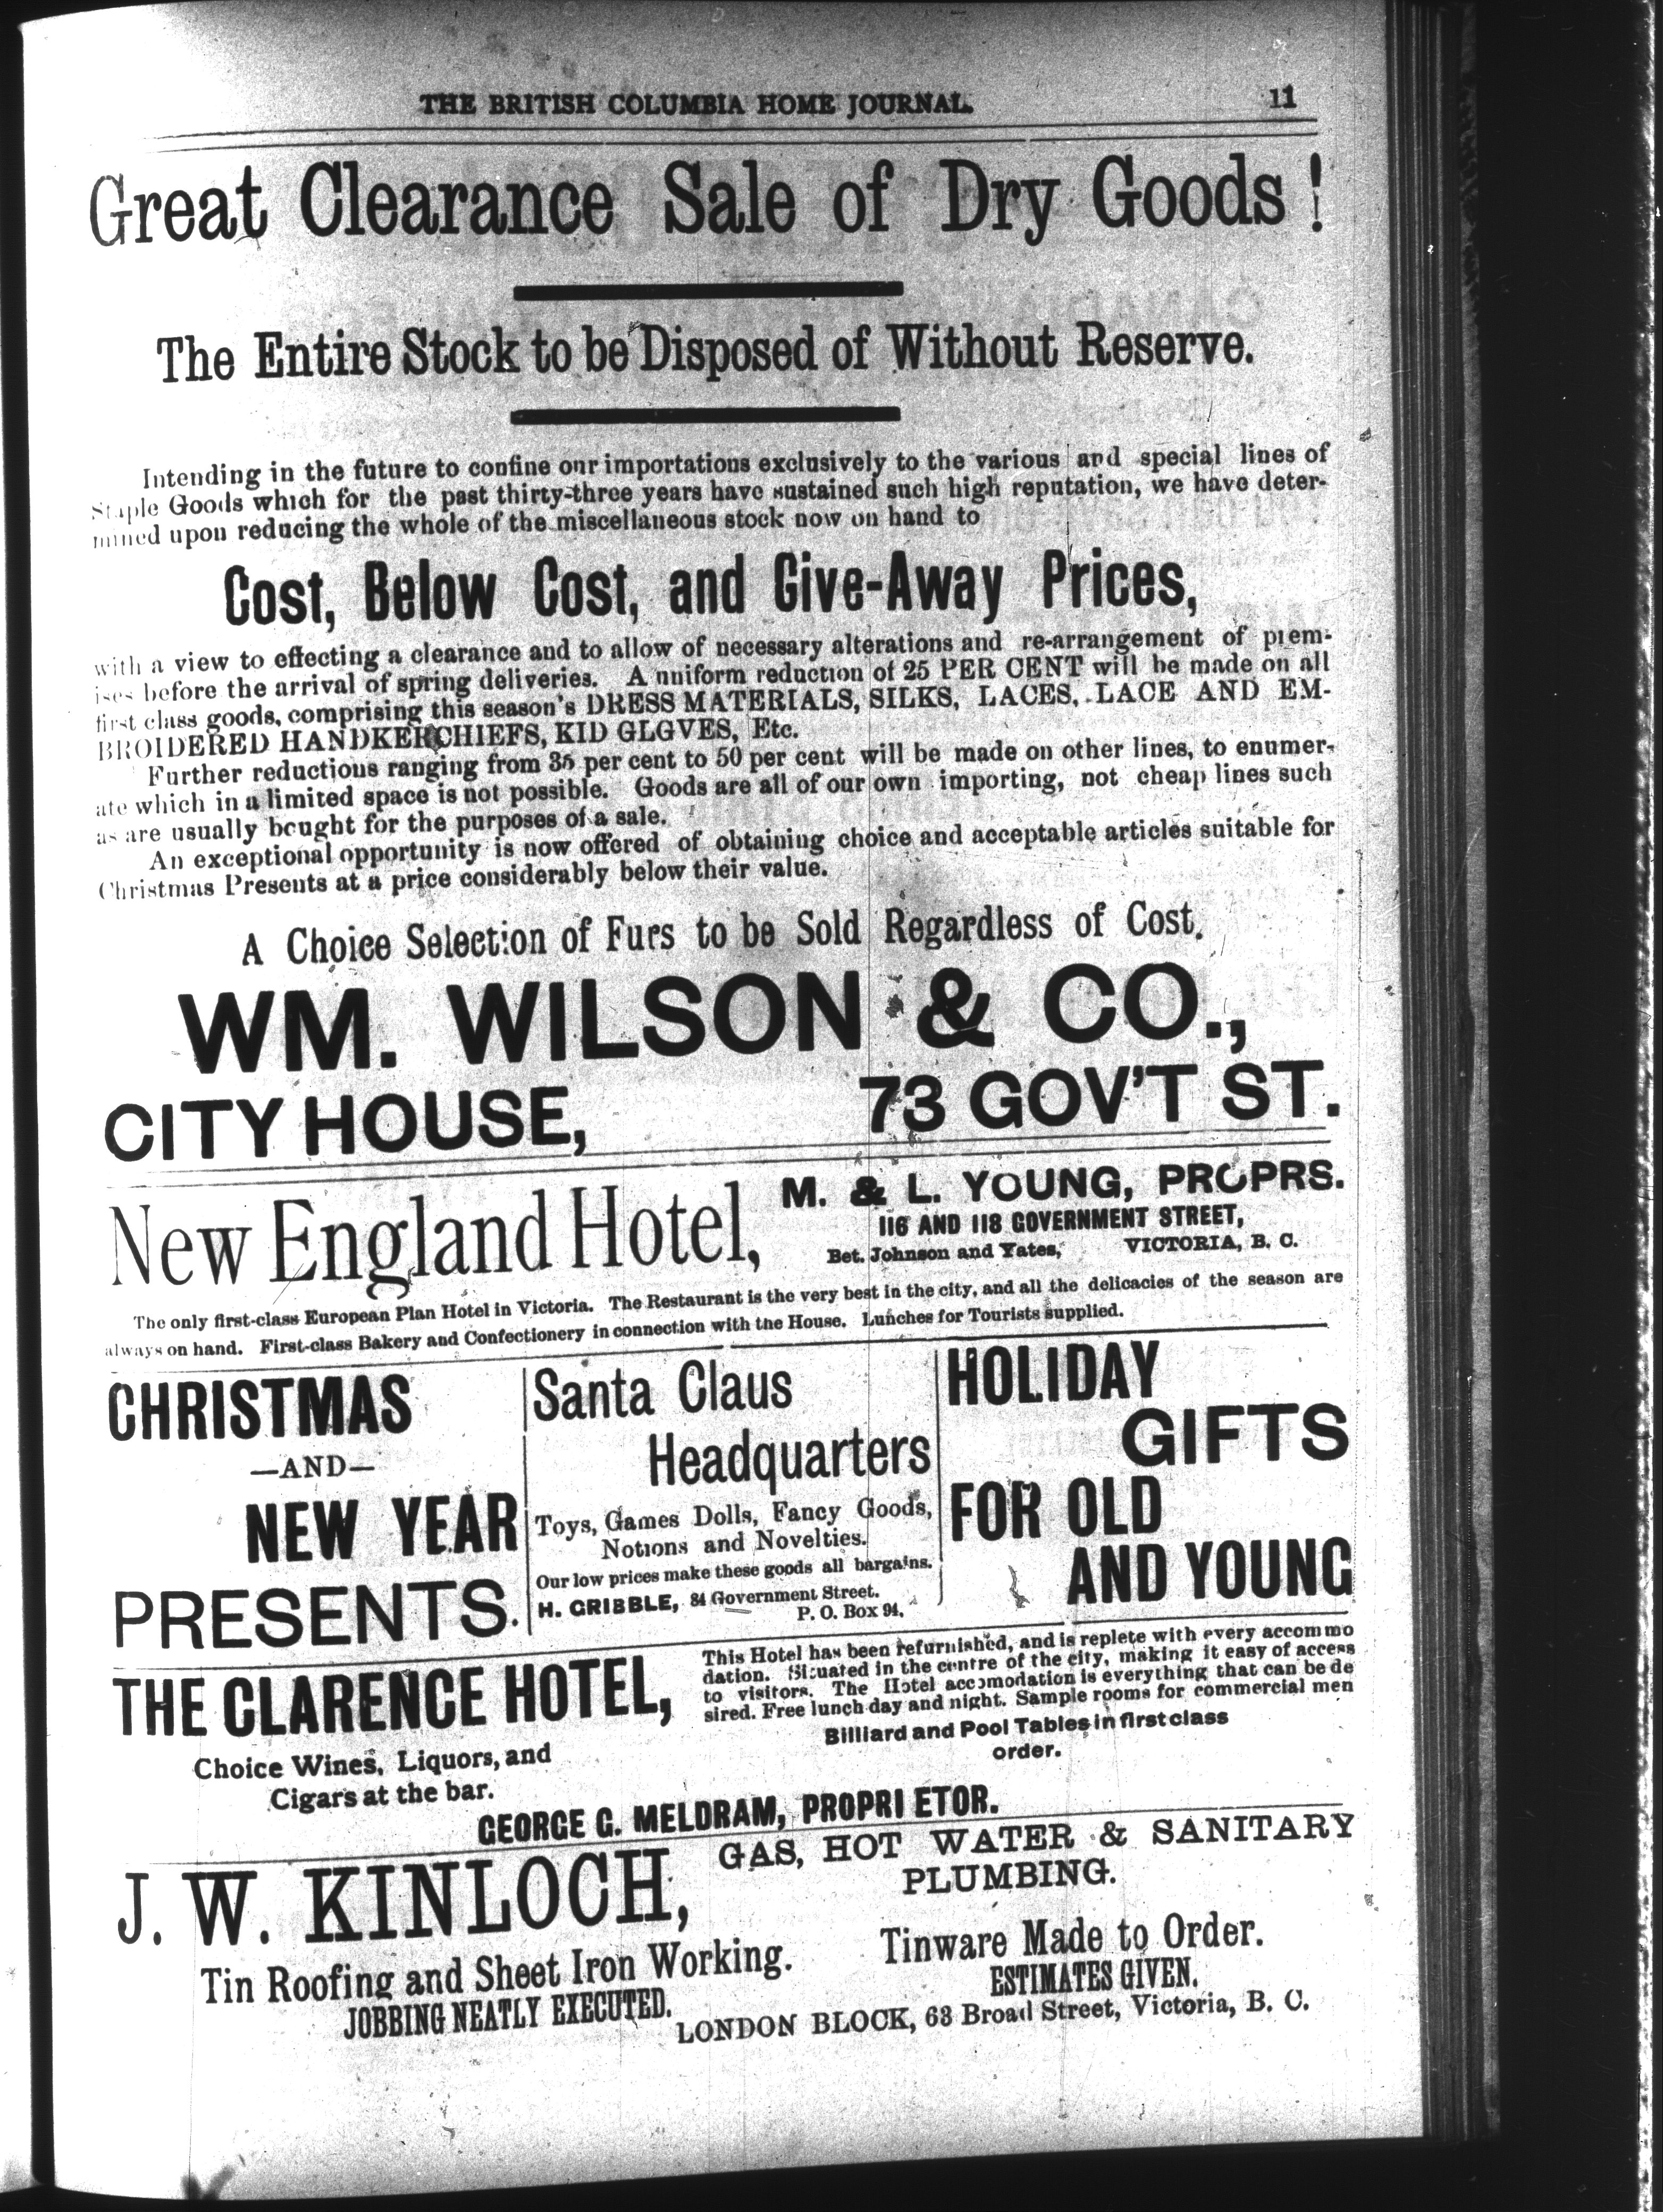 THE BRITISH COLUMBIA HOME JOURNAL.
11
Great Clearance Sale of Dry Goods!
The Entire Stock to be Disposed of Without Reserve.
Intending in the future to confine our importations exclusively to the various and special lines of
Staple Goods which for the past thirty-three years have sustained such high reputation, we have deter-
mined upon reducing the whole of the miscellaneous stock now on hand to
Cost, Below Cost, and Give-Away Prices,
with a view to effecting a clearance and to allow of necessary alterations and re-arrangement of prem-
ises before the arrival of spring deliveries. A nuiform reduction of 25 PER CENT will be made on all
first class goods, comprising this season's DRESS MATERIALS, SILKS, LACES, LACE AND EM-
BROIDERED HANDKERCHIEFS, KID GLGVES, Etc.
Further reductions ranging from 35 per cent to 50 per cent will be made on other lines, to enumer-
ate which in a limited space is not possible. Goods are all of our own importing, not cheap lines such
as are usually bought for the purposes of a sale.
An exceptional opportunity is now offered of obtaining choice and acceptable articles suitable for
Christmas Presents at a price considerably below their value.
A Choice Selection of Furs to be Sold Regardless of Cost.
WM. WILSON & CO.,
CITY HOUSE, 73 GOV'T ST.
New England Hotel,
M. & L. YOUNG, PROPRS.
116 AND 118 GOVERNMENT STREET,
Bet. Johnson and Yates, VICTORIA, B. C.
The only first-class European Plan Hotel in Victoria. The Restaurant is the very best in the city, and all the delicacies of the season are
always on hand. First-class Bakery and Confectionery in connection with the House. Lunches for Tourists supplied.
CHRISTMAS
—AND—
NEW YEAR
PRESENTS.
Santa Claus
Headquarters
Toys, Games Dolls, Fancy Goods,
Notions and Novelties.
Our low prices make these goods all bargains.
H. GRIBBLE, 84 Government Street.
P. O. Box 94.
HOLIDAY
GIFTS
FOR OLD
AND YOUNG
THE CLARENCE HOTEL,
Choice Wines, Liquors, and
Cigars at the bar.
This Hotel has been refurnished, and is replete with every accommo
dation. Situated in the centre of the city, making it easy of access
to visitors. The Hotel accomodation is everything that can be de
sired. Free lunch day and night. Sample rooms for commercial men
Billiard and Pool Tables in first class
order.
GEORGE G. MELDRAM, PROPRIETOR.
J. W. KINLOCH,
GAS, HOT WATER & SANITARY
PLUMBING.
Tin Roofing and Sheet Iron Working.
JOBBING NEATLY EXECUTED.
Tinware Made to Order.
ESTIMATES GIVEN.
LONDON BLOCK, 63 Broad Street, Victoria, B. C.